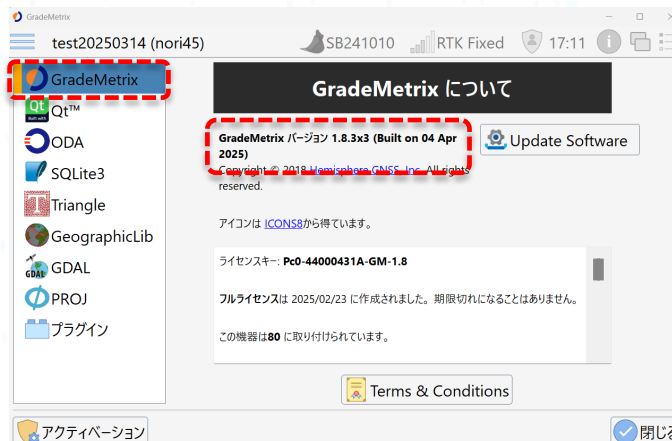 GradeMetrix
test20250314 (nori45)
SB241010
RTK Fixed
17:11
GradeMetrix
Qt™
ODA
SQLite3
Triangle
GeographicLib
GDAL
PROJ
プラグイン
GradeMetrix について
GradeMetrix バージョン 1.8.3x3 (Built on 04 Apr
2025)
Copyright © 2018 Hemisphere GNSS, Inc. All rights
reserved.
Update Software
アイコンは ICONS8から得ています。
ライセンスキー: Pc0-44000431A-GM-1.8
フルライセンスは 2025/02/23 に作成されました。期限切れになることはありません。
この機器は80 に取り付けられています。
Terms & Conditions
アクティベーション
閉じる